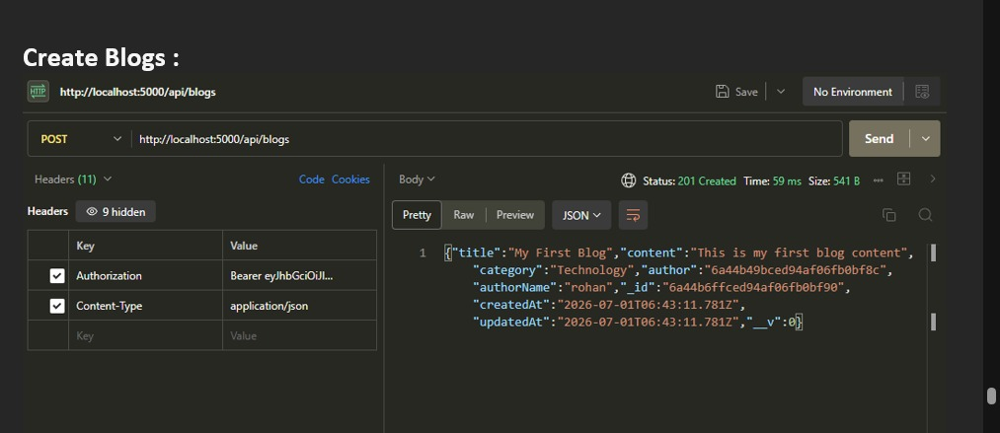 Create Blogs :
HTTP http://localhost:5000/api/blogs Save No Environment
POST http://localhost:5000/api/blogs Send
Headers (11) Code Cookies
Body Status: 201 Created Time: 59 ms Size: 541 B
Headers 9 hidden
Pretty Raw Preview JSON
Key Value
Authorization Bearer eyJhbGciOiJI...
Content-Type application/json
Key Value
1 {"title":"My First Blog","content":"This is my first blog content",
"category":"Technology","author":"6a44b49bced94af06fb0bf8c",
"authorName":"rohan","_id":"6a44b6ffced94af06fb0bf90",
"createdAt":"2026-07-01T06:43:11.781Z",
"updatedAt":"2026-07-01T06:43:11.781Z","__v":0}